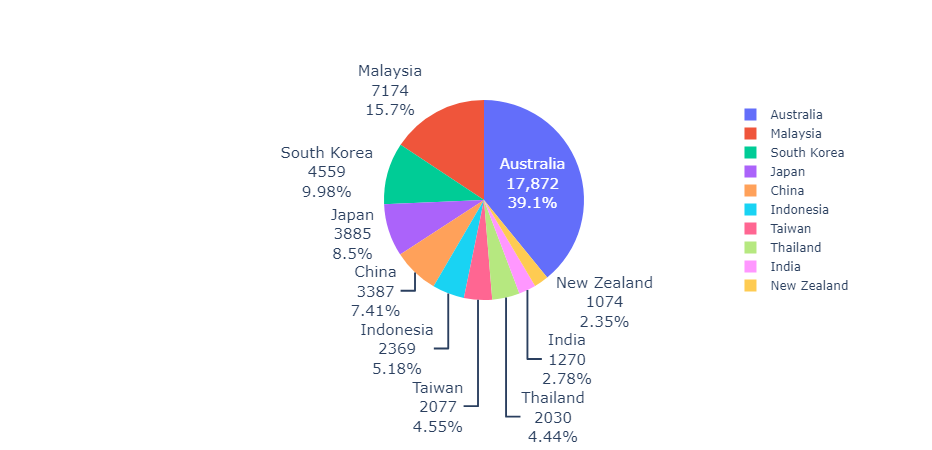 Malaysia
7174
15.7%
South Korea
4559
9.98%
Japan
3885
8.5%
China
3387
7.41%
Indonesia
2369
5.18%
Taiwan
2077
4.55%
Thailand
2030
4.44%
India
1270
2.78%
New Zealand
1074
2.35%
Australia
17,872
39.1%
Australia
Malaysia
South Korea
Japan
China
Indonesia
Taiwan
Thailand
India
New Zealand